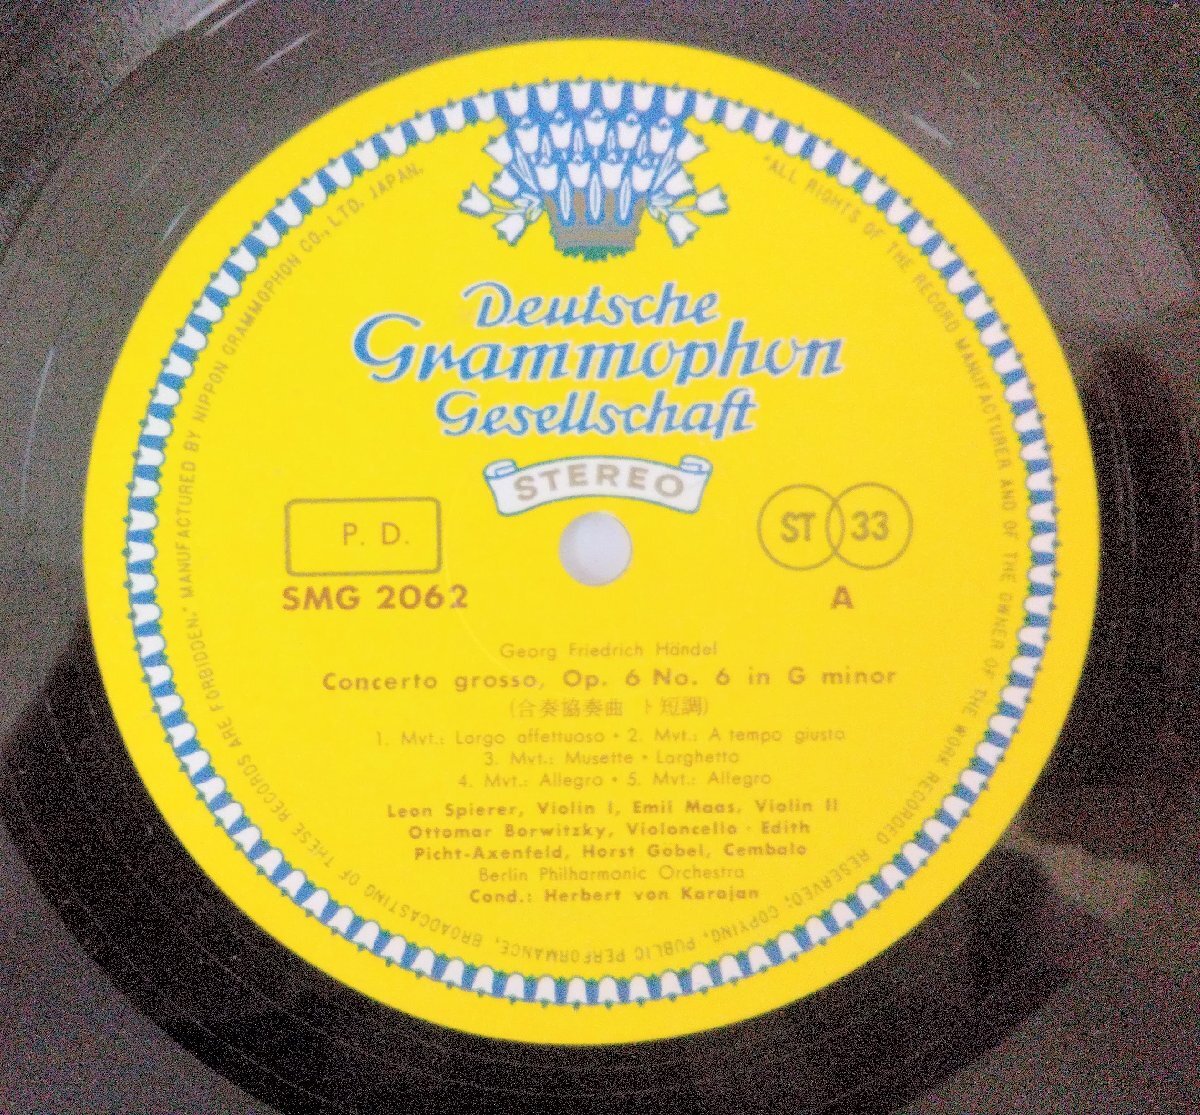 Deutsche
Grammophon
Gesellschaft
STEREO
P. D.
ST 33
SMG 2062
A
Georg Friedrich Händel
Concerto grosso, Op. 6 No. 6 in G minor
(合奏協奏曲 ト短調)
1. Mvt.: Largo affettuoso • 2. Mvt.: A tempo giusto
3. Mvt.: Musette • Larghetto
4. Mvt.: Allegro • 5. Mvt.: Allegro
Leon Spierer, Violin I, Emil Maas, Violin II
Ottomar Borwitzky, Violoncello · Edith
Picht-Axenfeld, Horst Göbel, Cembalo
Berlin Philharmonic Orchestra
Cond.: Herbert von Karajan
"ALL RIGHTS OF THE RECORD MANUFACTURER AND OF THE OWNER OF THE WORK RECORDED RESERVED; COPYING, PUBLIC PERFORMANCE, BROADCASTING OF THESE RECORDS ARE FORBIDDEN." MANUFACTURED BY NIPPON GRAMMOPHON CO., LTD. JAPAN.